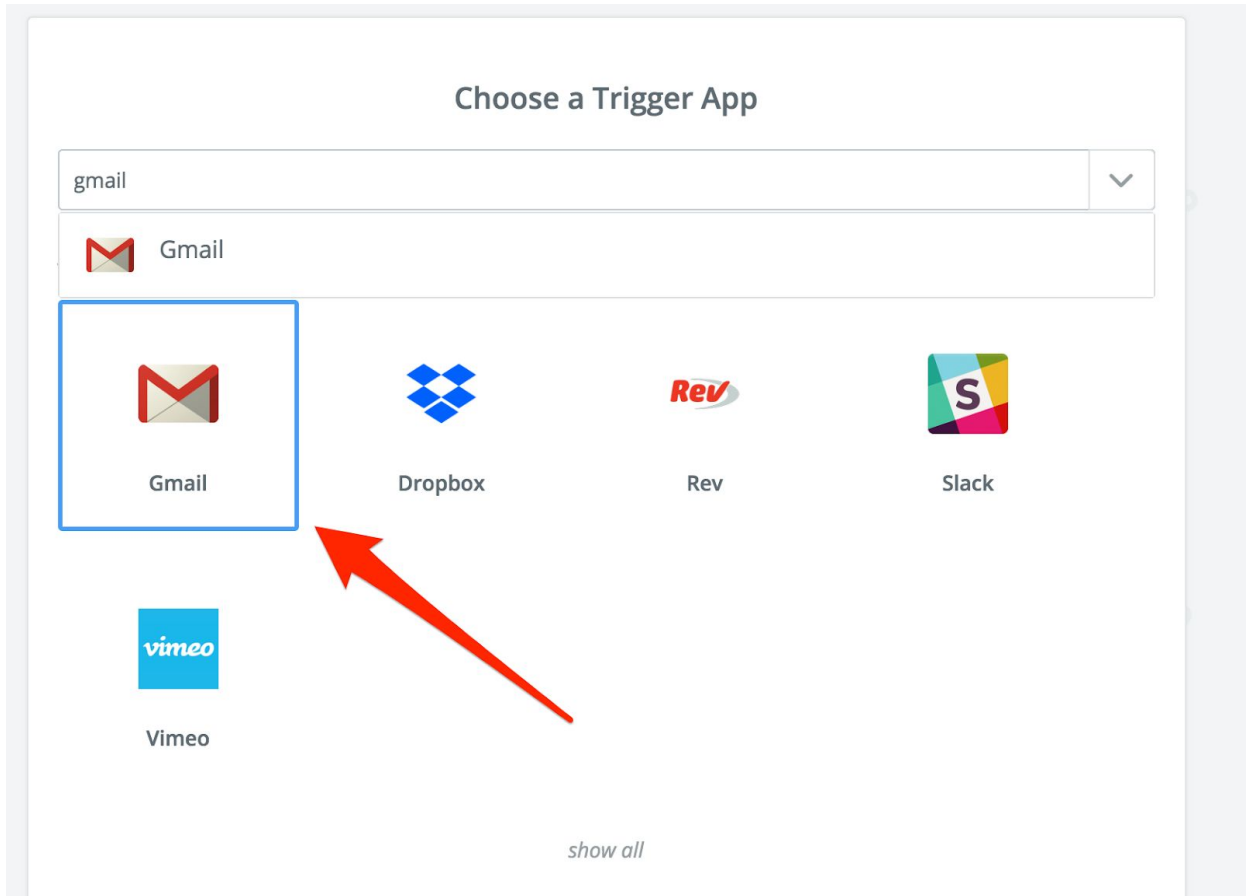 Choose a Trigger App
gmail
Gmail
Rev
S
Gmail
Dropbox
Rev
Slack
vimeo
Vimeo
show all